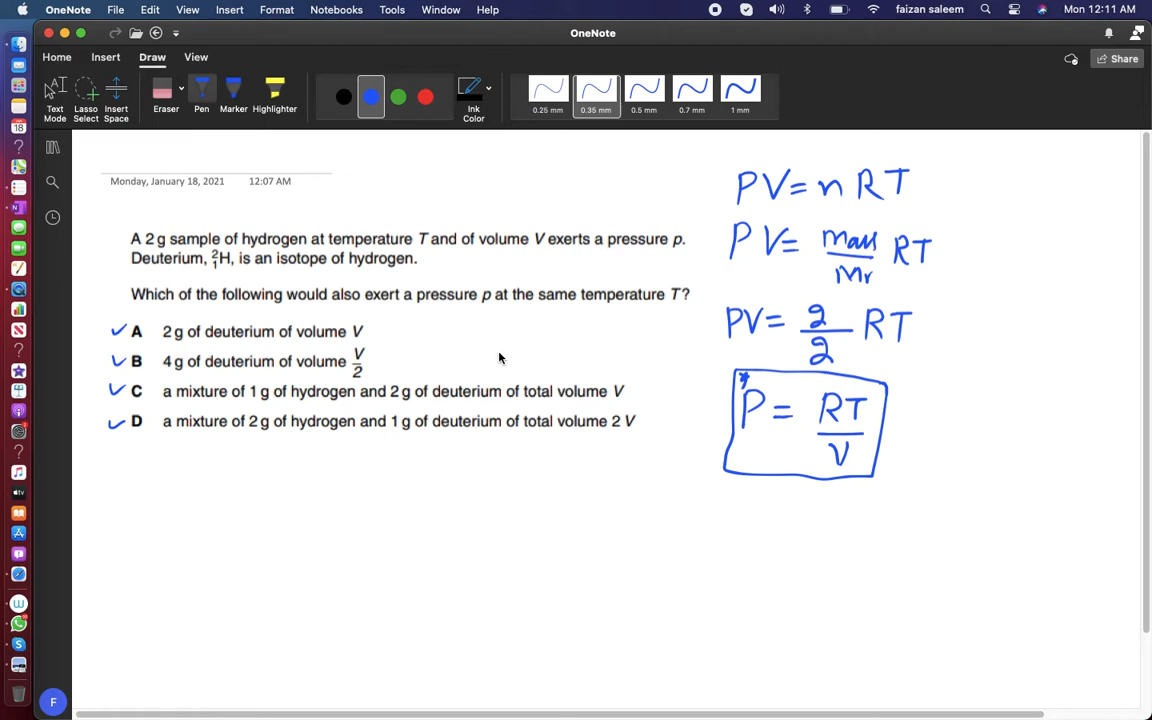 OneNote File Edit View Insert Format Notebooks Tools Window Help faizan saleem Mon 12:11 AM
OneNote
Home Insert Draw View
Share
Text Mode Lasso Select Insert Space Eraser Pen Marker Highlighter Ink Color 0.25 mm 0.35 mm 0.5 mm 0.7 mm 1 mm
18
Monday, January 18, 2021 12:07 AM
A 2 g sample of hydrogen at temperature T and of volume V exerts a pressure p.
Deuterium, ²₁H, is an isotope of hydrogen.
Which of the following would also exert a pressure p at the same temperature T?
✓ A 2 g of deuterium of volume V
✓ B 4 g of deuterium of volume V/2
✓ C a mixture of 1 g of hydrogen and 2 g of deuterium of total volume V
✓ D a mixture of 2 g of hydrogen and 1 g of deuterium of total volume 2 V
PV = n RT
PV = mass/Mr RT
PV = 2/2 RT
*P = RT/V
tv
F